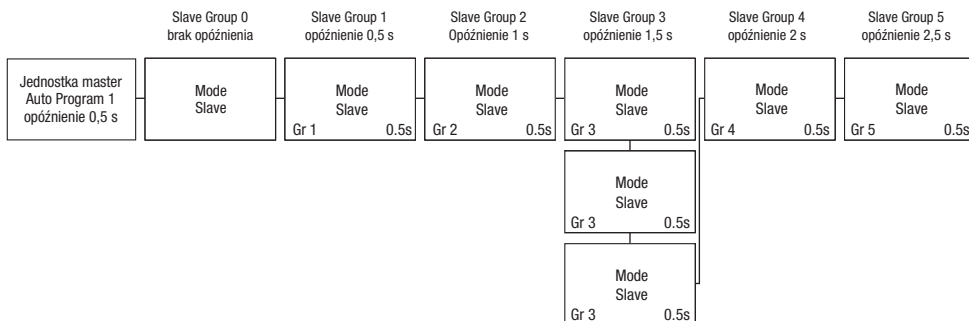 Slave Group 0
brak opóźnienia
Slave Group 1
opóźnienie 0,5 s
Slave Group 2
Opóźnienie 1 s
Slave Group 3
opóźnienie 1,5 s
Slave Group 4
opóźnienie 2 s
Slave Group 5
opóźnienie 2,5 s
Jednostka master
Auto Program 1
opóźnienie 0,5 s
Mode
Slave
Mode
Slave
Gr 1 0.5s
Mode
Slave
Gr 2 0.5s
Mode
Slave
Gr 3 0.5s
Mode
Slave
Gr 4 0.5s
Mode
Slave
Gr 5 0.5s
Mode
Slave
Gr 3 0.5s
Mode
Slave
Gr 3 0.5s